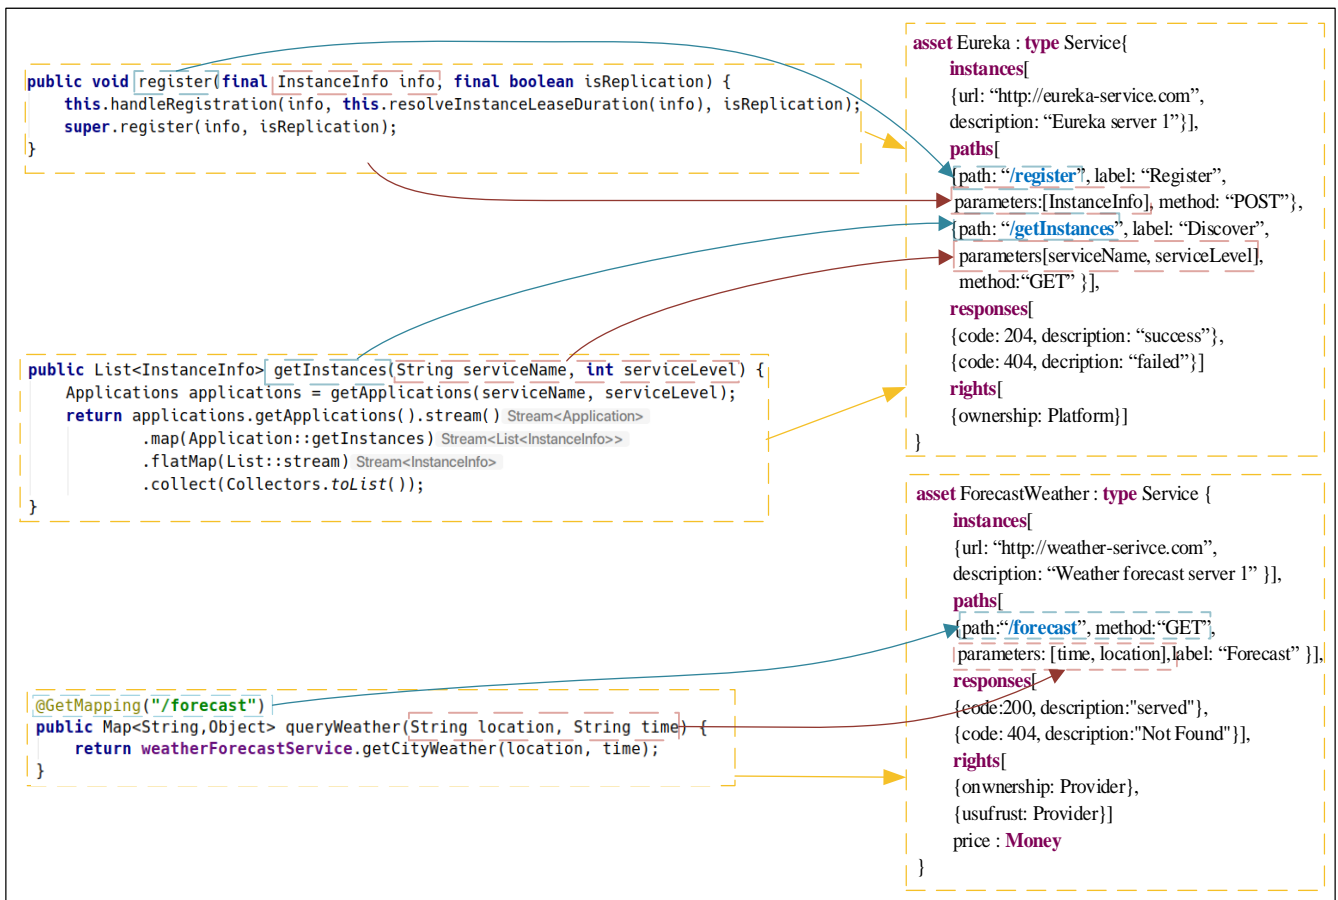 public void register(final InstanceInfo info, final boolean isReplication) {
this.handleRegistration(info, this.resolveInstanceLeaseDuration(info), isReplication);
super.register(info, isReplication);
}
public List<InstanceInfo> getInstances(String serviceName, int serviceLevel) {
Applications applications = getApplications(serviceName, serviceLevel);
return applications.getApplications().stream() Stream<Application>
.map(Application::getInstances) Stream<List<InstanceInfo>>
.flatMap(List::stream) Stream<InstanceInfo>
.collect(Collectors.toList());
}
@GetMapping("/forecast")
public Map<String,Object> queryWeather(String location, String time) {
return weatherForecastService.getCityWeather(location, time);
}
asset Eureka : type Service{
instances[
{url: “http://eureka-service.com”,
description: “Eureka server 1”}],
paths[
{path: “/register”, label: “Register”,
parameters:[InstanceInfo], method: “POST”},
{path: “/getInstances”, label: “Discover”,
parameters[serviceName, serviceLevel],
method:“GET” }],
responses[
{code: 204, description: “success”},
{code: 404, decription: “failed”}]
rights[
{ownership: Platform}]
}
asset ForecastWeather : type Service {
instances[
{url: “http://weather-serivce.com”,
description: “Weather forecast server 1” }],
paths[
{path:“/forecast”, method:“GET”,
parameters: [time, location],label: “Forecast” }],
responses[
{code:200, description:"served"},
{code: 404, description:"Not Found"}],
rights[
{onwnership: Provider},
{usufrust: Provider}]
price : Money
}